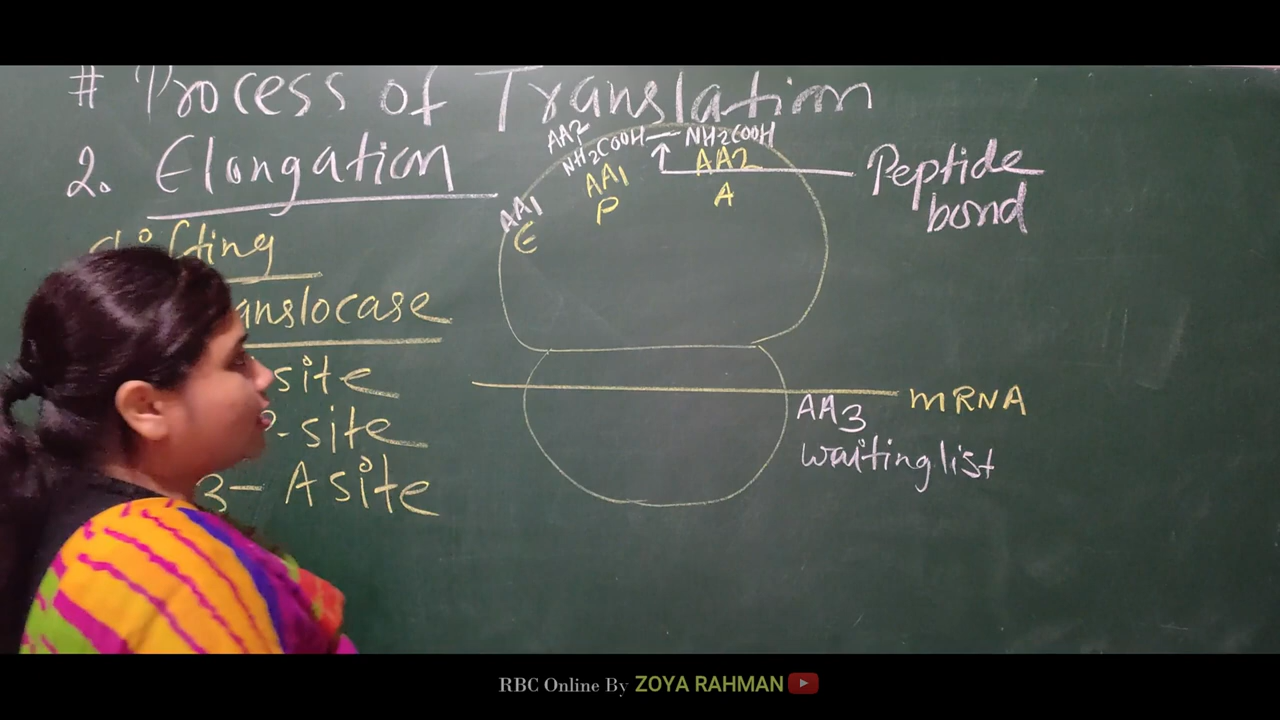 # Process of Translation
2. Elongation
Shifting
anslocase
site
P-site
3- A site
AA2
NH2COOH — NH2COOH
AA1 AA2
P A
AA1
E
Peptide
bond
mRNA
AA3
waiting list
RBC Online By ZOYA RAHMAN